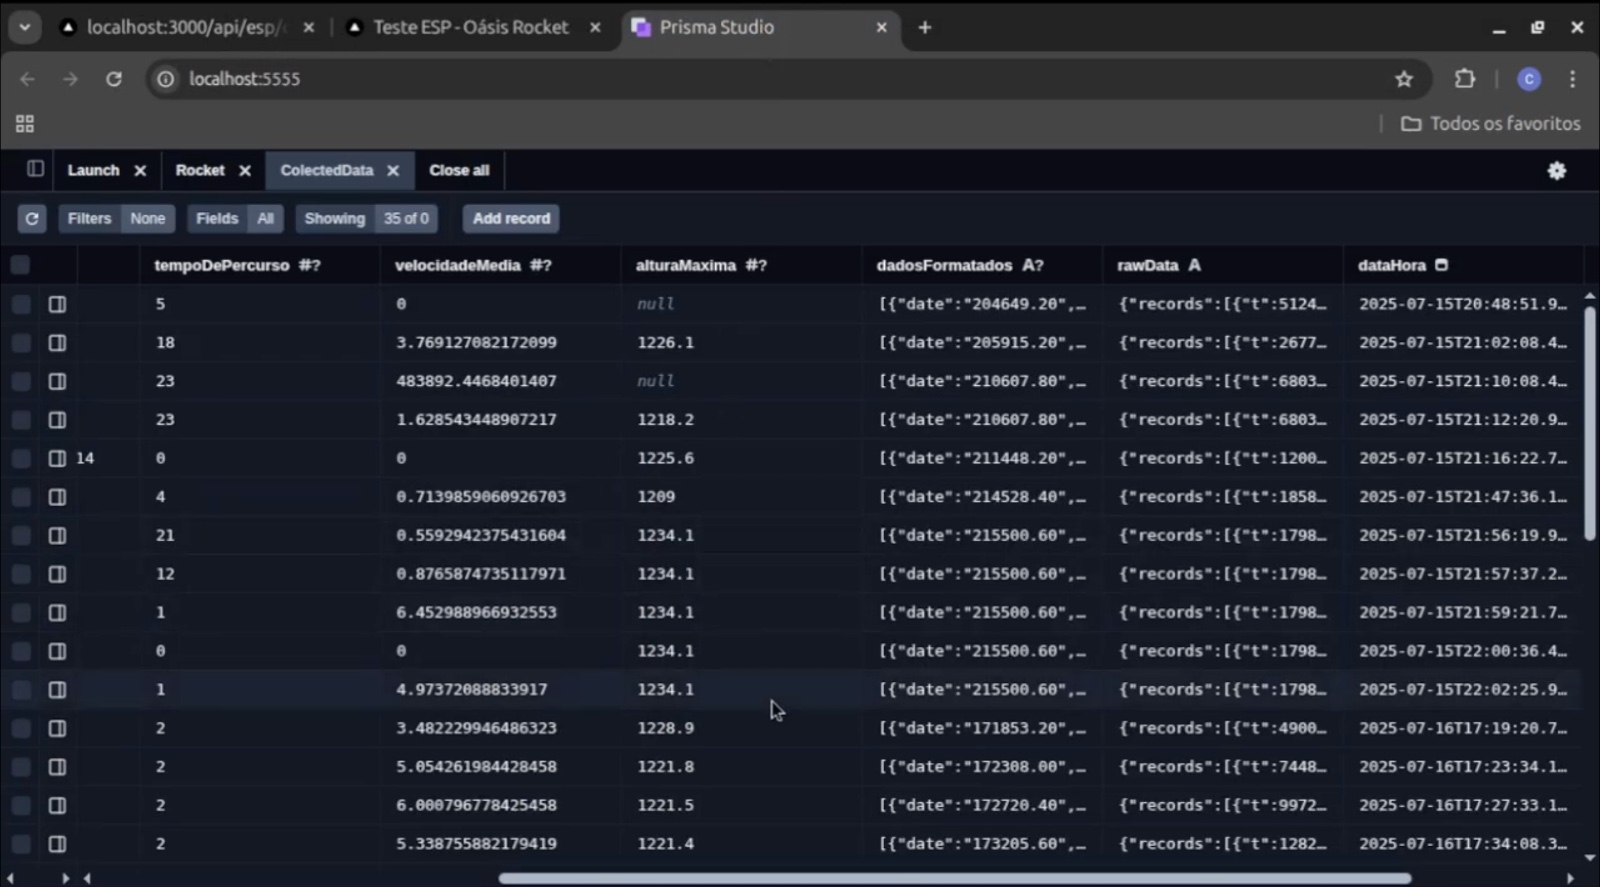 localhost:3000/api/esp/
Teste ESP - Oásis Rocket
Prisma Studio
localhost:5555
C
Todos os favoritos
Launch
Rocket
ColectedData
Close all
Filters None
Fields All
Showing 35 of 0
Add record
tempoDePercurso #? velocidadeMedia #? alturaMaxima #? dadosFormatados A? rawData A dataHora
5 0 null [{"date":"204649.20",… {"records":[{"t":5124… 2025-07-15T20:48:51.9…
18 3.769127082172099 1226.1 [{"date":"205915.20",… {"records":[{"t":2677… 2025-07-15T21:02:08.4…
23 483892.4468401407 null [{"date":"210607.80",… {"records":[{"t":6803… 2025-07-15T21:10:08.4…
23 1.628543448907217 1218.2 [{"date":"210607.80",… {"records":[{"t":6803… 2025-07-15T21:12:20.9…
14 0 0 1225.6 [{"date":"211448.20",… {"records":[{"t":1200… 2025-07-15T21:16:22.7…
4 0.7139859060926703 1209 [{"date":"214528.40",… {"records":[{"t":1858… 2025-07-15T21:47:36.1…
21 0.5592942375431604 1234.1 [{"date":"215500.60",… {"records":[{"t":1798… 2025-07-15T21:56:19.9…
12 0.8765874735117971 1234.1 [{"date":"215500.60",… {"records":[{"t":1798… 2025-07-15T21:57:37.2…
1 6.452988966932553 1234.1 [{"date":"215500.60",… {"records":[{"t":1798… 2025-07-15T21:59:21.7…
0 0 1234.1 [{"date":"215500.60",… {"records":[{"t":1798… 2025-07-15T22:00:36.4…
1 4.97372088833917 1234.1 [{"date":"215500.60",… {"records":[{"t":1798… 2025-07-15T22:02:25.9…
2 3.482229946486323 1228.9 [{"date":"171853.20",… {"records":[{"t":4900… 2025-07-16T17:19:20.7…
2 5.054261984428458 1221.8 [{"date":"172308.00",… {"records":[{"t":7448… 2025-07-16T17:23:34.1…
2 6.000796778425458 1221.5 [{"date":"172720.40",… {"records":[{"t":9972… 2025-07-16T17:27:33.1…
2 5.338755882179419 1221.4 [{"date":"173205.60",… {"records":[{"t":1282… 2025-07-16T17:34:08.3…